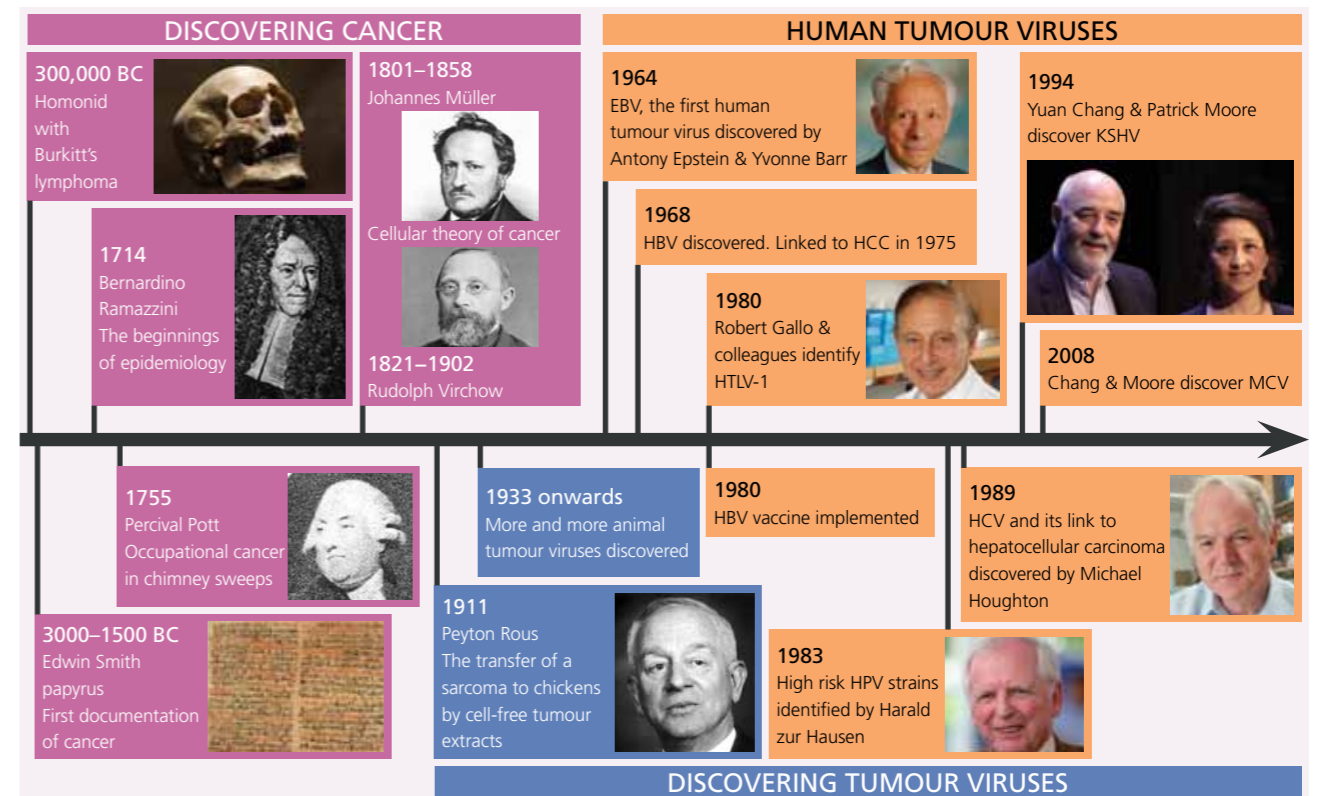 DISCOVERING CANCER
300,000 BC
Homonid
with
Burkitt's
lymphoma
1714
Bernardino
Ramazzini
The beginnings
of epidemiology
1801–1858
Johannes Müller
Cellular theory of cancer
1821–1902
Rudolph Virchow
1755
Percival Pott
Occupational cancer
in chimney sweeps
3000–1500 BC
Edwin Smith
papyrus
First documentation
of cancer
HUMAN TUMOUR VIRUSES
1964
EBV, the first human
tumour virus discovered by
Antony Epstein & Yvonne Barr
1968
HBV discovered. Linked to HCC in 1975
1980
Robert Gallo &
colleagues identify
HTLV-1
1994
Yuan Chang & Patrick Moore
discover KSHV
2008
Chang & Moore discover MCV
1933 onwards
More and more animal
tumour viruses discovered
1911
Peyton Rous
The transfer of a
sarcoma to chickens
by cell-free tumour
extracts
1980
HBV vaccine implemented
1983
High risk HPV strains
identified by Harald
zur Hausen
1989
HCV and its link to
hepatocellular carcinoma
discovered by Michael
Houghton
DISCOVERING TUMOUR VIRUSES